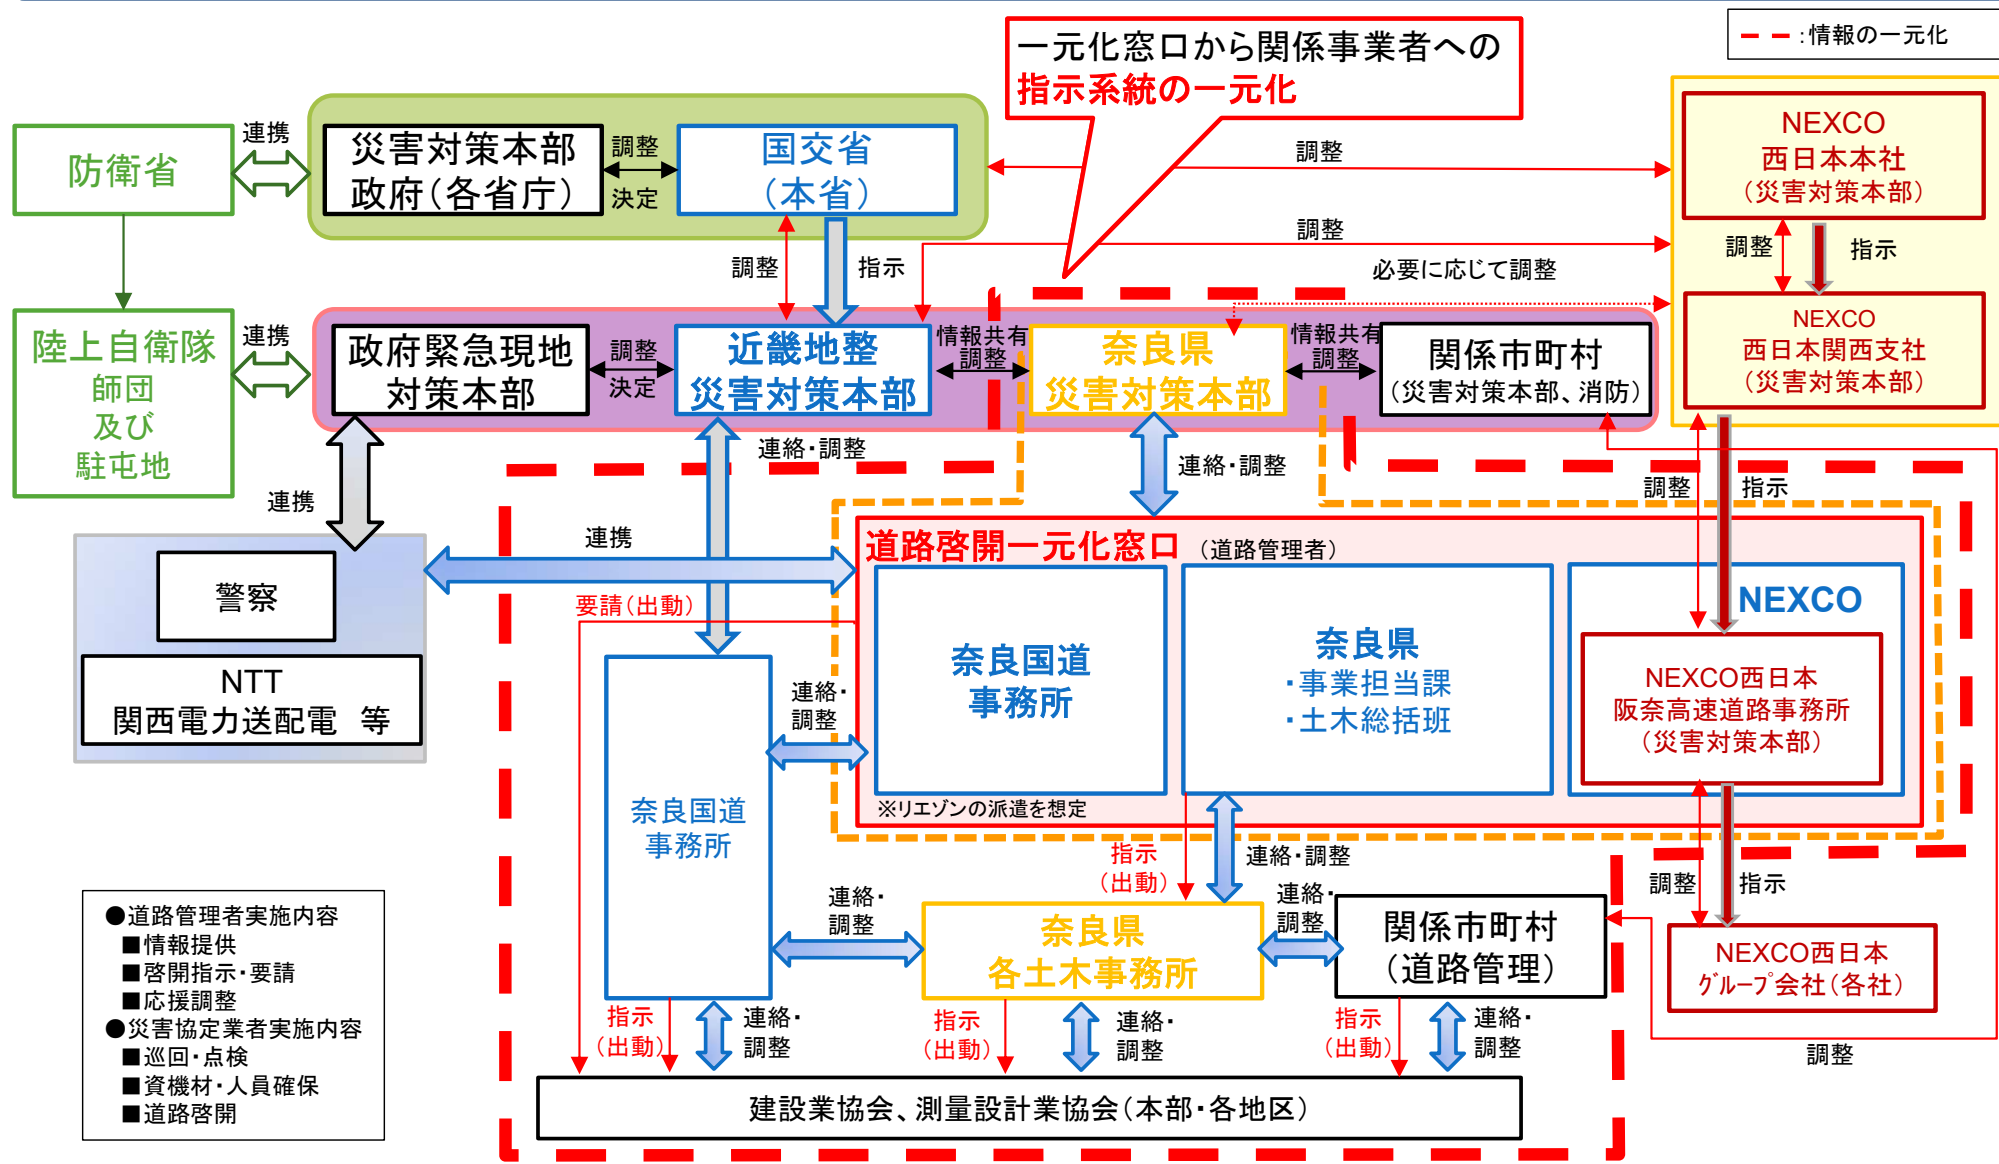 一元化窓口から関係事業者への
指示系統の一元化
:情報の一元化
防衛省
連携
災害対策本部
政府(各省庁)
調整
決定
国交省
(本省)
調整
調整
必要に応じて調整
NEXCO
西日本本社
(災害対策本部)
調整
指示
調整
指示
陸上自衛隊
師団
及び
駐屯地
連携
政府緊急現地
対策本部
調整
決定
近畿地整
災害対策本部
情報共有
調整
奈良県
災害対策本部
情報共有
調整
関係市町村
(災害対策本部、消防)
NEXCO
西日本関西支社
(災害対策本部)
連携
連絡・調整
連絡・調整
調整
指示
警察
NTT
関西電力送配電 等
連携
要請(出動)
道路啓開一元化窓口 (道路管理者)
奈良国道
事務所
奈良県
・事業担当課
・土木総括班
NEXCO
NEXCO西日本
阪奈高速道路事務所
(災害対策本部)
※リエゾンの派遣を想定
連絡・
調整
奈良国道
事務所
指示
(出動)
連絡・調整
調整
指示
連絡・
調整
奈良県
各土木事務所
連絡・
調整
関係市町村
(道路管理)
NEXCO西日本
グループ会社(各社)
●道路管理者実施内容
■情報提供
■啓開指示・要請
■応援調整
●災害協定業者実施内容
■巡回・点検
■資機材・人員確保
■道路啓開
指示
(出動)
連絡・
調整
指示
(出動)
連絡・
調整
指示
(出動)
連絡・
調整
調整
建設業協会、測量設計業協会(本部・各地区)